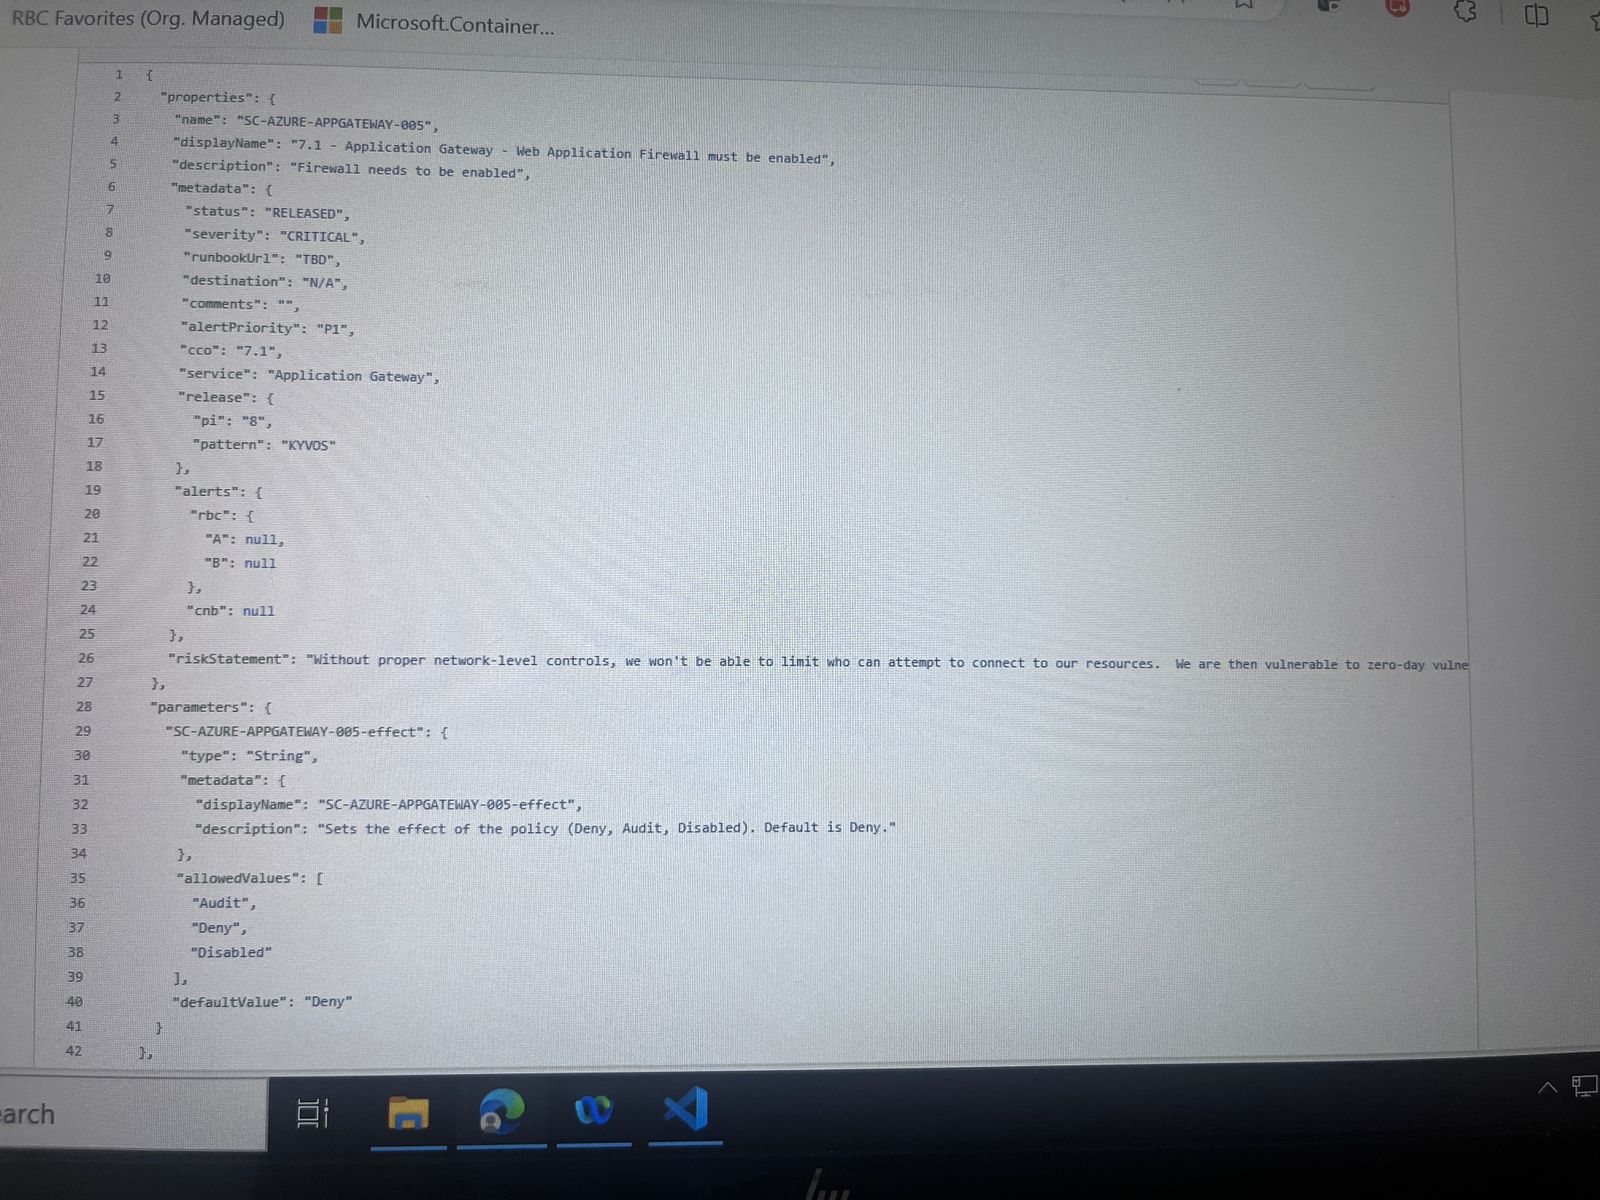 RBC Favorites (Org. Managed) Microsoft.Container...
1 {
2 "properties": {
3 "name": "SC-AZURE-APPGATEWAY-005",
4 "displayName": "7.1 - Application Gateway - Web Application Firewall must be enabled",
5 "description": "Firewall needs to be enabled",
6 "metadata": {
7 "status": "RELEASED",
8 "severity": "CRITICAL",
9 "runbookUrl": "TBD",
10 "destination": "N/A",
11 "comments": "",
12 "alertPriority": "P1",
13 "cco": "7.1",
14 "service": "Application Gateway",
15 "release": {
16 "pi": "8",
17 "pattern": "KYVOS"
18 },
19 "alerts": {
20 "rbc": {
21 "A": null,
22 "B": null
23 },
24 "cnb": null
25 },
26 "riskStatement": "Without proper network-level controls, we won't be able to limit who can attempt to connect to our resources.  We are then vulnerable to zero-day vulne
27 },
28 "parameters": {
29 "SC-AZURE-APPGATEWAY-005-effect": {
30 "type": "String",
31 "metadata": {
32 "displayName": "SC-AZURE-APPGATEWAY-005-effect",
33 "description": "Sets the effect of the policy (Deny, Audit, Disabled). Default is Deny."
34 },
35 "allowedValues": [
36 "Audit",
37 "Deny",
38 "Disabled"
39 ],
40 "defaultValue": "Deny"
41 }
42 },
earch
hp